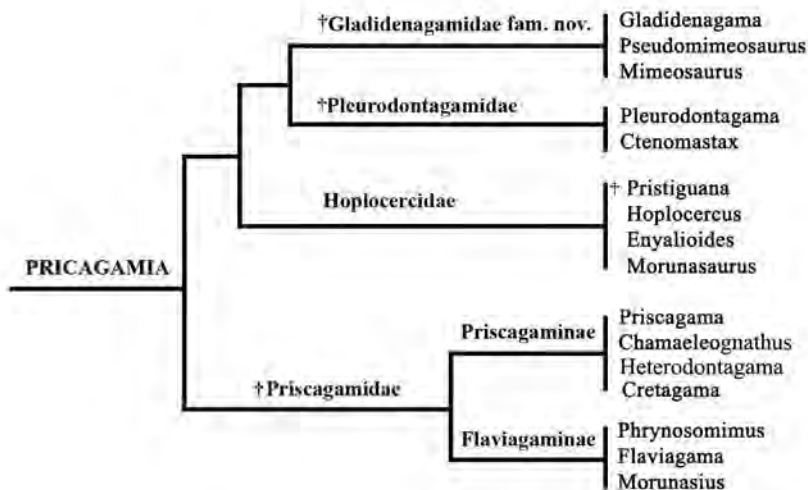 †Gladidenagamidae fam. nov.
Gladidenagama
Pseudomimeosaurus
Mimeosaurus
†Pleurodontagamidae
Pleurodontagama
Ctenomastax
Hoplocercidae
† Pristiguana
Hoplocercus
Enyalioides
Morunasaurus
PRICAGAMIA
Priscagaminae
Priscagama
Chamaeleognathus
Heterodontagama
Cretagama
†Priscagamidae
Flaviagaminae
Phrynosomimus
Flaviagama
Morunasius